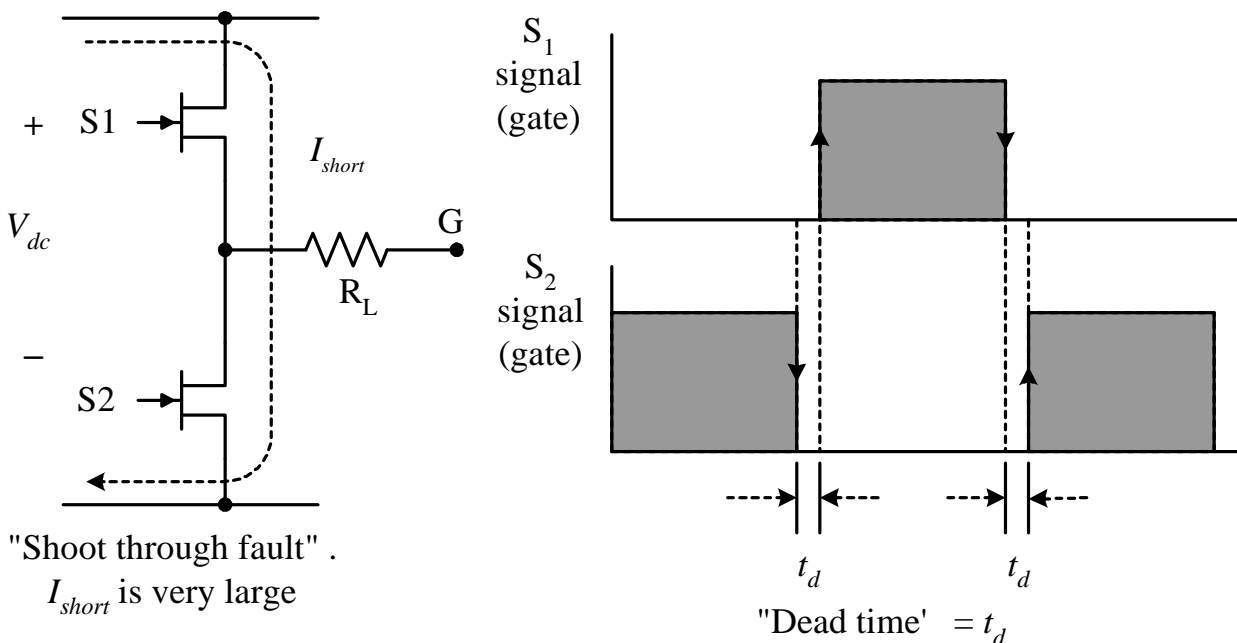 S1
+
V_dc
−
S2
I_short
G
R_L
"Shoot through fault" .
I_short is very large
S_1
signal
(gate)
S_2
signal
(gate)
t_d t_d
"Dead time' = t_d